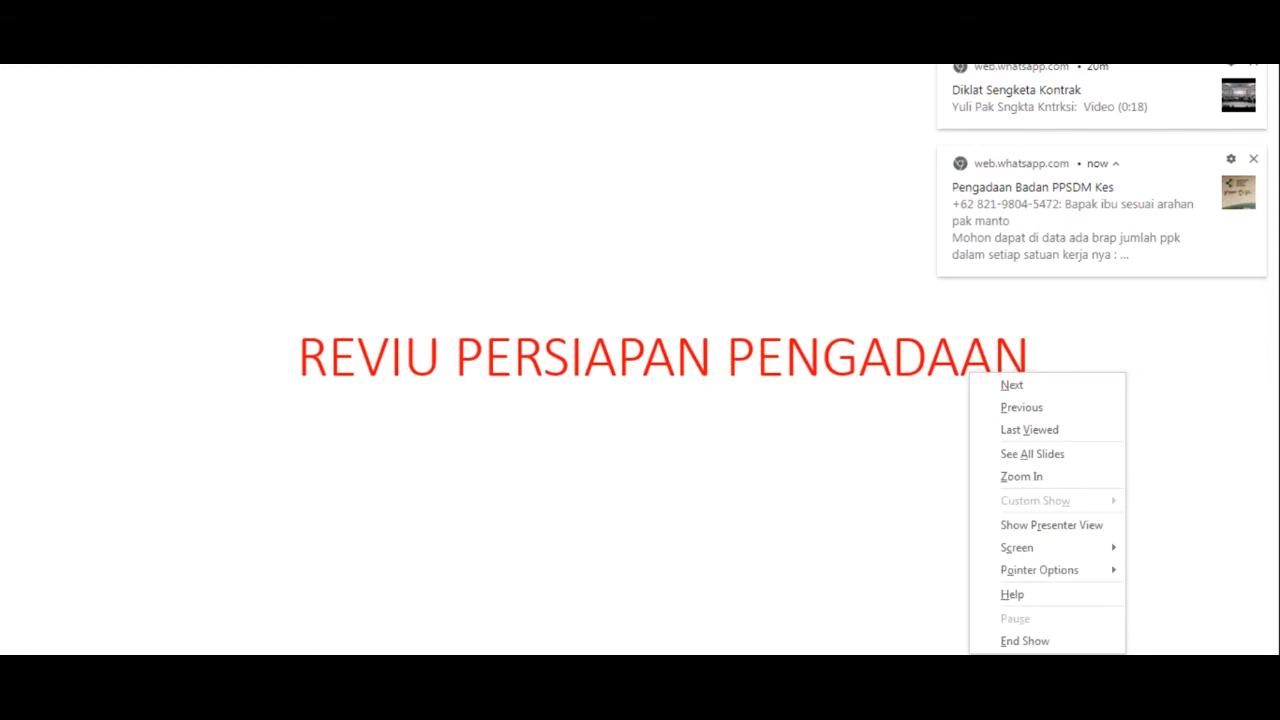 web.whatsapp.com • 20m
Diklat Sengketa Kontrak
Yuli Pak Sngkta Kntrksi: Video (0:18)
web.whatsapp.com • now
Pengadaan Badan PPSDM Kes
+62 821-9804-5472: Bapak ibu sesuai arahan
pak manto
Mohon dapat di data ada brap jumlah ppk
dalam setiap satuan kerja nya : ...
REVIU PERSIAPAN PENGADAAN
Next
Previous
Last Viewed
See All Slides
Zoom In
Custom Show
Show Presenter View
Screen
Pointer Options
Help
Pause
End Show